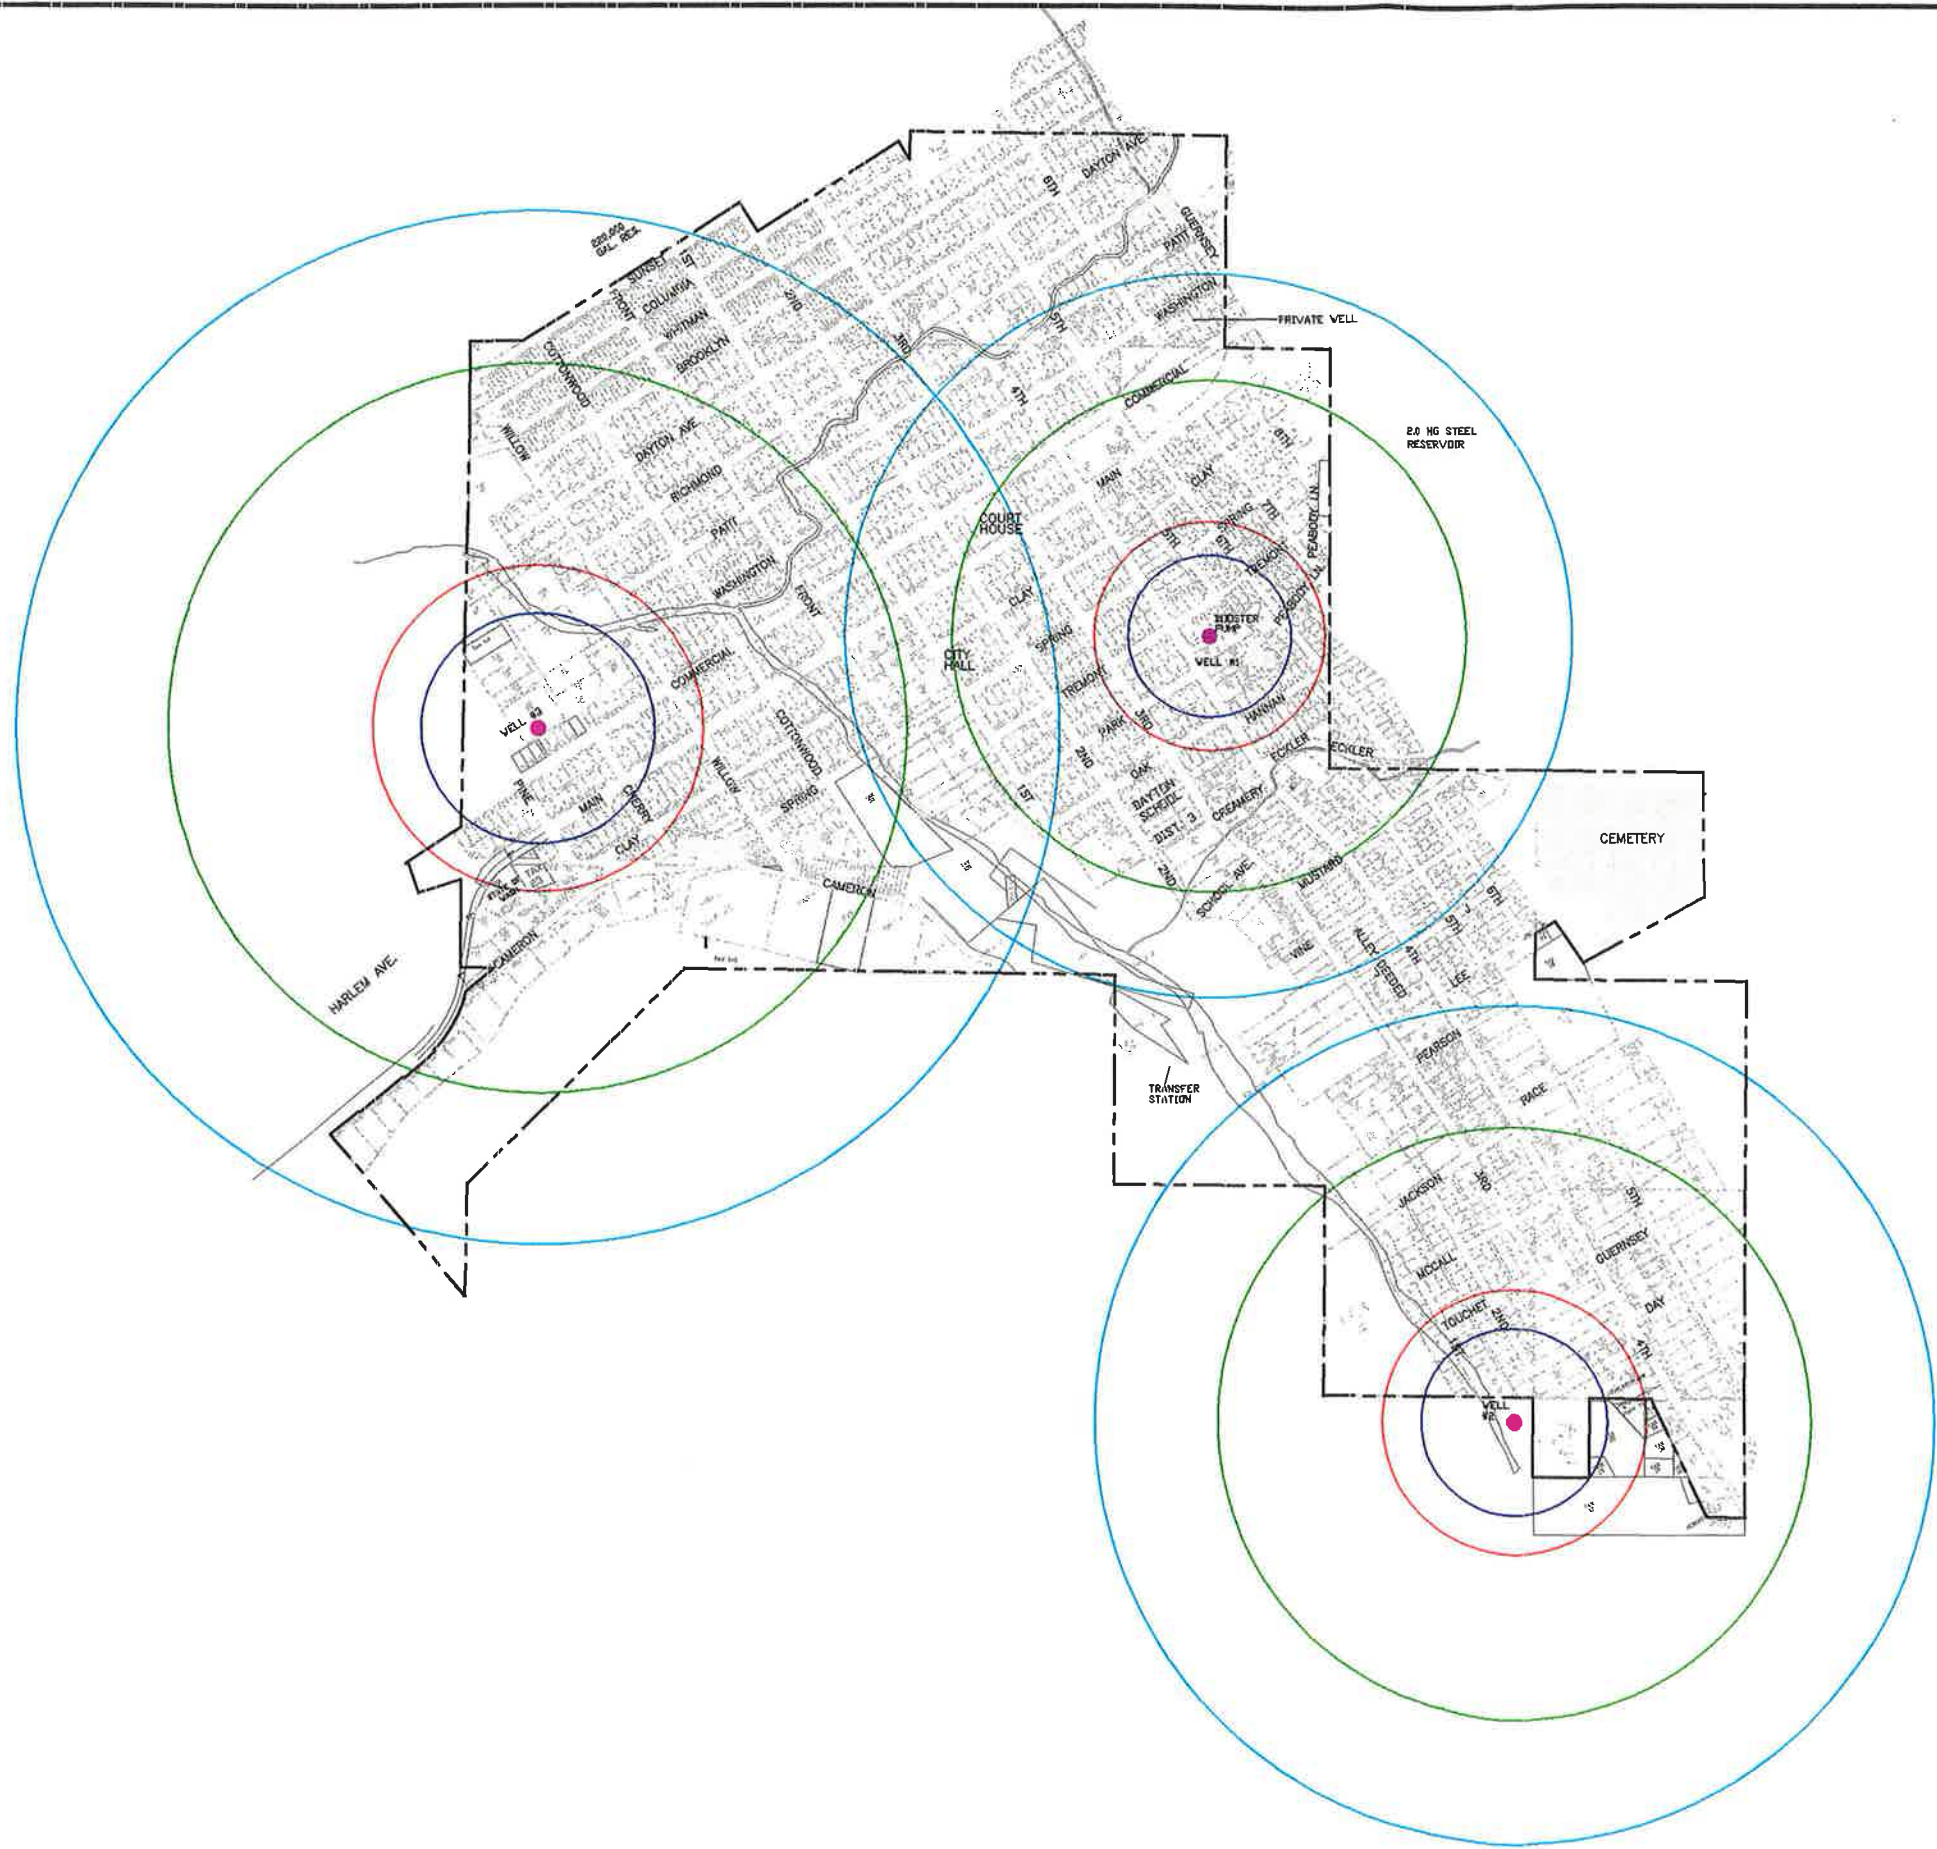 DAYTON AVE.
6TH
GUERNSEY
PATIT
WASHINGTON
PRIVATE WELL
5TH
220,000
GAL. RES.
SUNSET
1ST
COLUMBIA
FRONT
WHITMAN
2ND
BROOKLYN
3RD
COTTONWOOD
4TH
COMMERCIAL
WILLOW
DAYTON AVE.
RICHMOND
PATIT
WASHINGTON
FRONT
2.0 MG STEEL
RESERVOIR
8TH
MAIN
CLAY
COURT
HOUSE
SPRING
7TH
5TH
6TH
TREMONT
PEABODY LN.
PEABODY LN.
CLAY
SPRING
BOOSTER
PUMP
WELL #1
CITY
HALL
TREMONT
HANNAN
PARK
3RD
2ND
ECKLER
ECKLER
OAK
DAYTON
SCHOOL
DIST. 3
CREAMERY
1ST
2ND
SCHOOL AVE.
MUSTARD
COMMERCIAL
COTTONWOOD
WILLOW
SPRING
WELL #3
PINE
MAIN
CHERRY
CLAY
CAMERON
CAMERON
HARLEM AVE.
CEMETERY
6TH
5TH
4TH
VINE
ALLEY DEEDED
LEE
PEARSON
RACE
TRANSFER
STATION
JACKSON
3RD
5TH
MCCALL
GUERNSEY
DAY
TOUCHET
2ND
1ST
4TH
WELL
#2